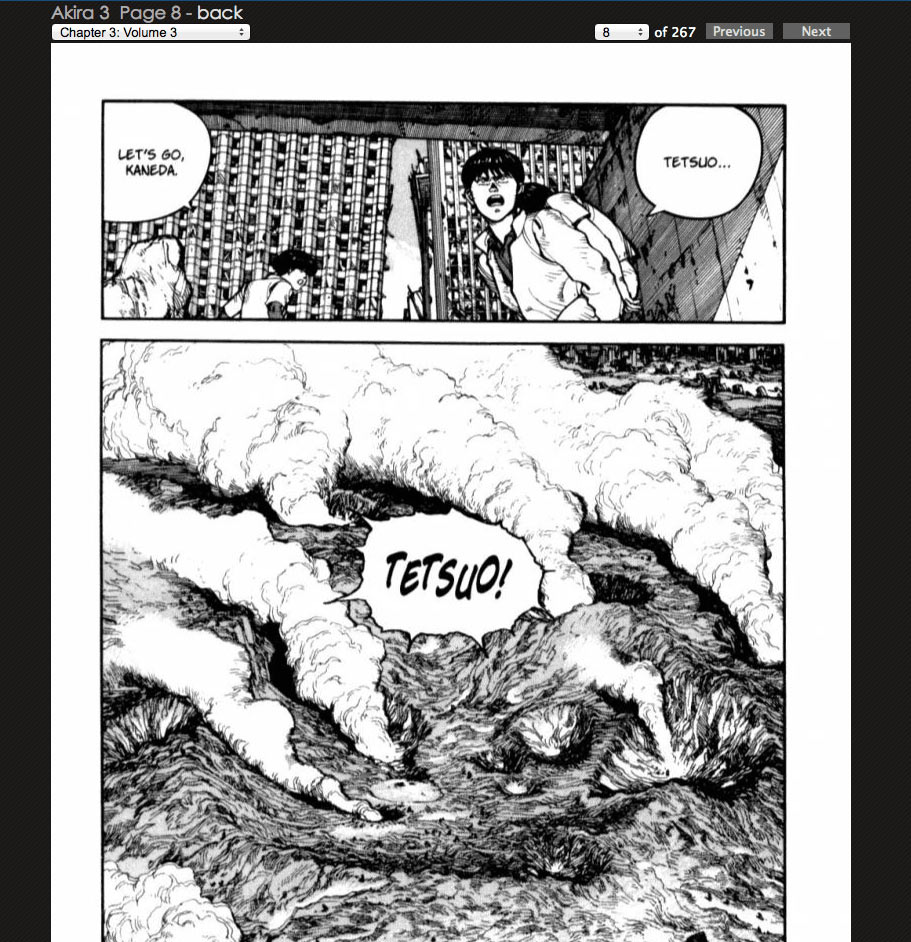 Akira 3 Page 8 - back
Chapter 3: Volume 3
8 of 267 Previous Next
LET'S GO,
KANEDA.
TETSUO...
TETSUO!